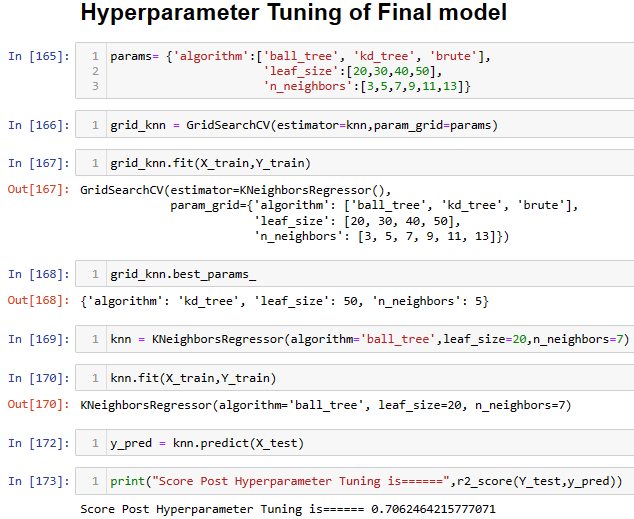 Hyperparameter Tuning of Final model
In [165]:
1 params= {'algorithm':['ball_tree', 'kd_tree', 'brute'],
2 'leaf_size':[20,30,40,50],
3 'n_neighbors':[3,5,7,9,11,13]}
In [166]:
1 grid_knn = GridSearchCV(estimator=knn,param_grid=params)
In [167]:
1 grid_knn.fit(X_train,Y_train)
Out[167]:
GridSearchCV(estimator=KNeighborsRegressor(),
param_grid={'algorithm': ['ball_tree', 'kd_tree', 'brute'],
'leaf_size': [20, 30, 40, 50],
'n_neighbors': [3, 5, 7, 9, 11, 13]})
In [168]:
1 grid_knn.best_params_
Out[168]:
{'algorithm': 'kd_tree', 'leaf_size': 50, 'n_neighbors': 5}
In [169]:
1 knn = KNeighborsRegressor(algorithm='ball_tree',leaf_size=20,n_neighbors=7)
In [170]:
1 knn.fit(X_train,Y_train)
Out[170]:
KNeighborsRegressor(algorithm='ball_tree', leaf_size=20, n_neighbors=7)
In [172]:
1 y_pred = knn.predict(X_test)
In [173]:
1 print("Score Post Hyperparameter Tuning is======",r2_score(Y_test,y_pred))
Score Post Hyperparameter Tuning is====== 0.7062464215777071